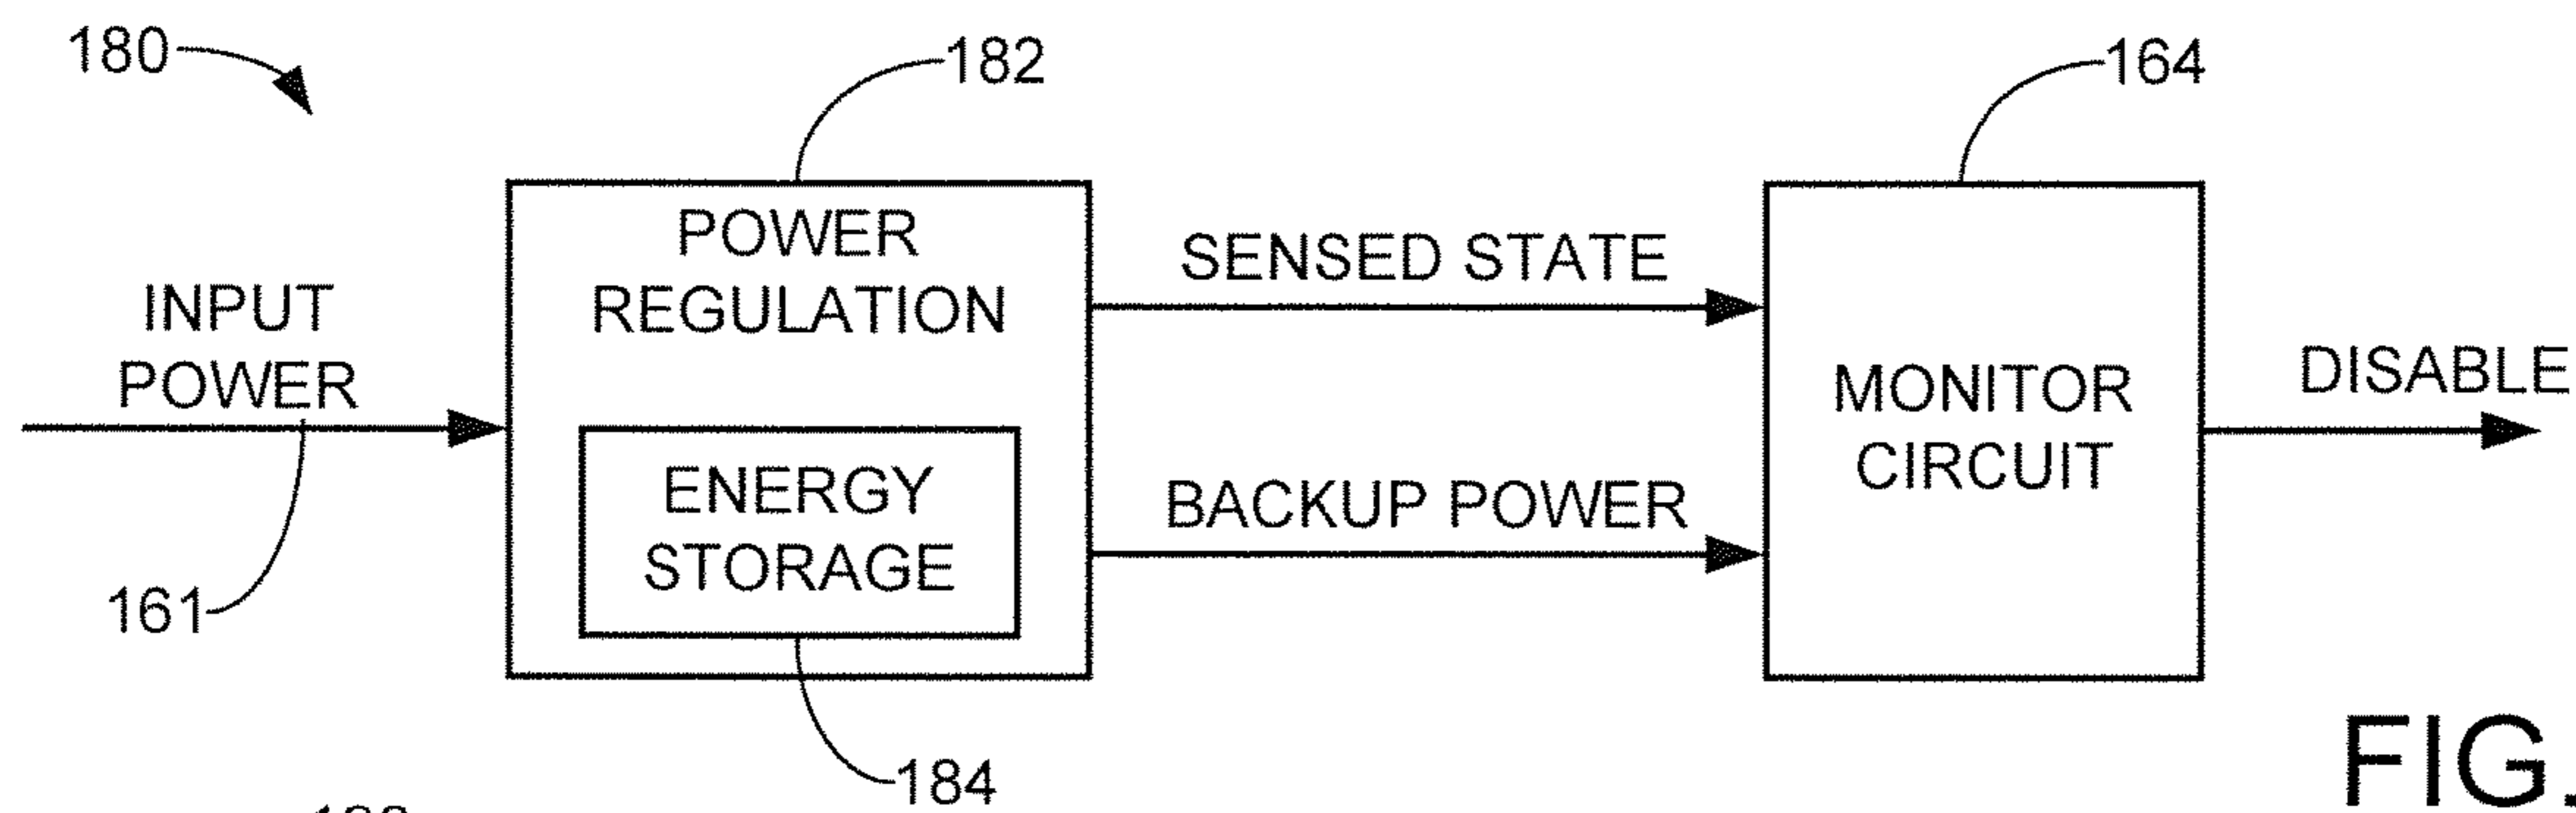 180
182
164
POWER
REGULATION
SENSED STATE
INPUT
POWER
DISABLE
MONITOR
CIRCUIT
ENERGY
STORAGE
BACKUP POWER
161
184
FIG.